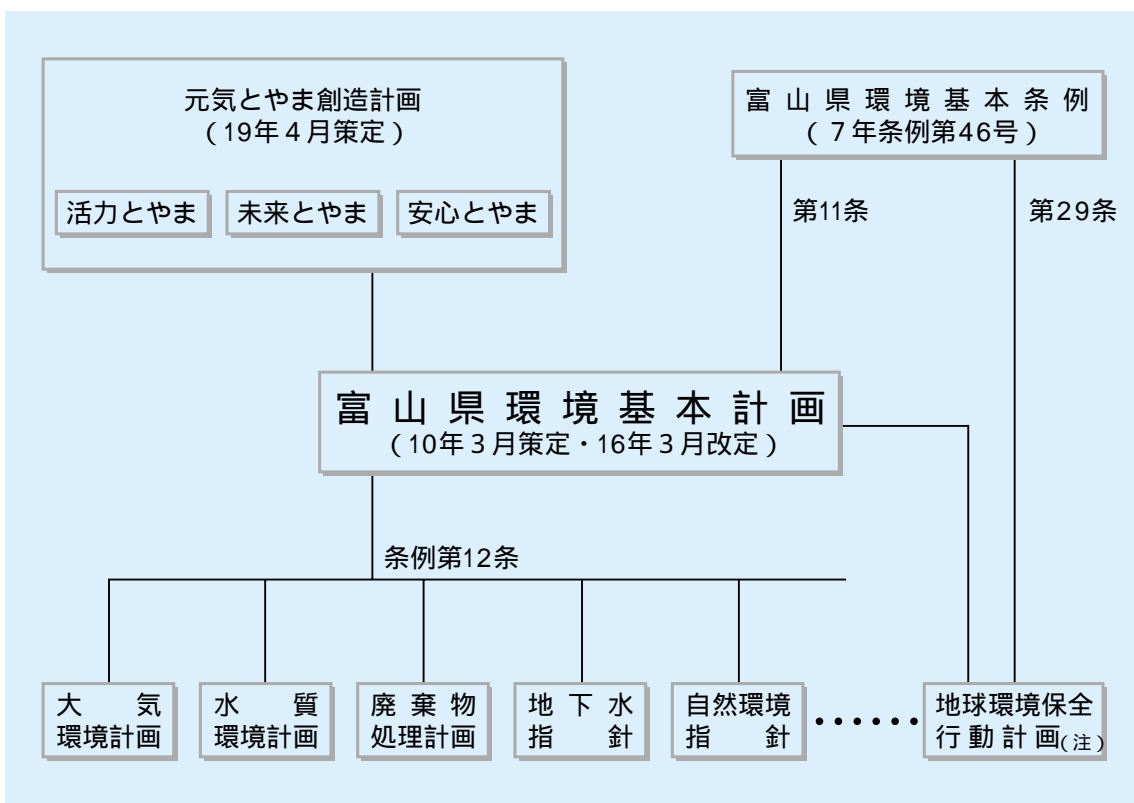 元気とやま創造計画
（19年４月策定）
活力とやま
未来とやま
安心とやま
富山県環境基本条例
（７年条例第46号）
第11条
第29条
富山県環境基本計画
（10年３月策定・16年３月改定）
条例第12条
大気
環境計画
水質
環境計画
廃棄物
処理計画
地下水
指針
自然環境
指針
・・・・・・
地球環境保全
行動計画（注）